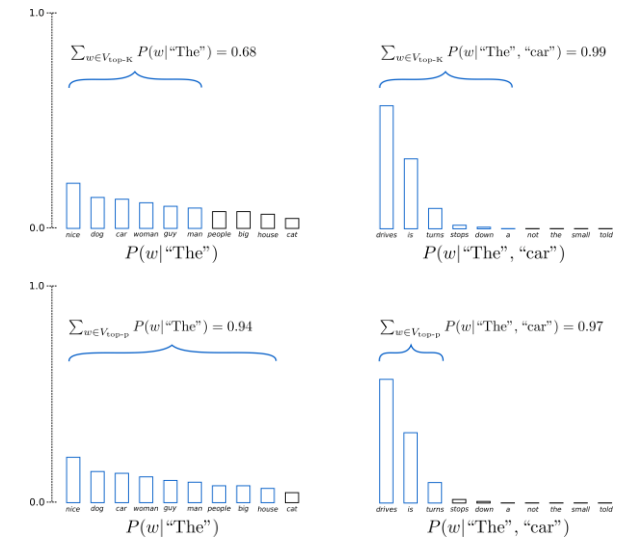 1.0
∑w∈Vtop-K P(w|“The”) = 0.68
∑w∈Vtop-K P(w|“The”, “car”) = 0.99
0.0
nice dog car woman guy man people big house cat
drives is turns stops down a not the small told
P(w|“The”)
P(w|“The”, “car”)
1.0
∑w∈Vtop-p P(w|“The”) = 0.94
∑w∈Vtop-p P(w|“The”, “car”) = 0.97
0.0
nice dog car woman guy man people big house cat
drives is turns stops down a not the small told
P(w|“The”)
P(w|“The”, “car”)